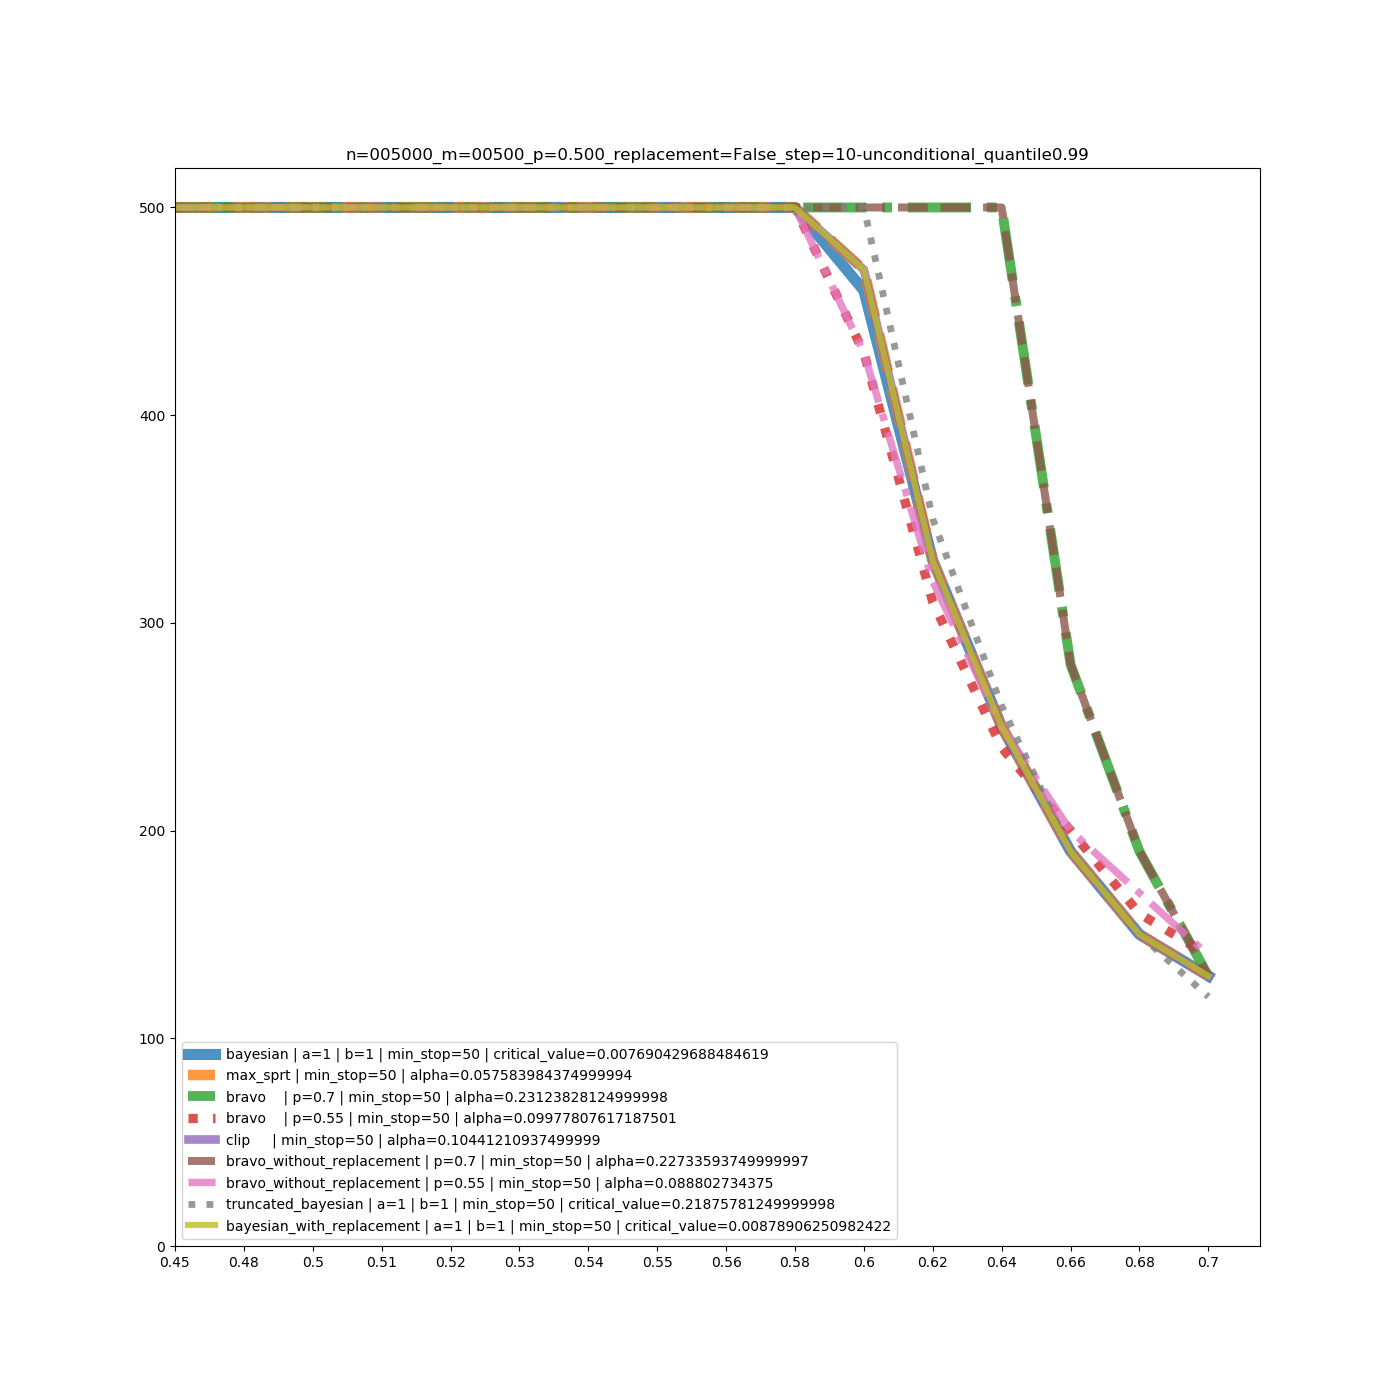 n=005000_m=00500_p=0.500_replacement=False_step=10-unconditional_quantile0.99
500
400
300
200
100
0
bayesian | a=1 | b=1 | min_stop=50 | critical_value=0.007690429688484619
max_sprt | min_stop=50 | alpha=0.057583984374999994
bravo    | p=0.7 | min_stop=50 | alpha=0.23123828124999998
bravo    | p=0.55 | min_stop=50 | alpha=0.09977807617187501
clip     | min_stop=50 | alpha=0.10441210937499999
bravo_without_replacement | p=0.7 | min_stop=50 | alpha=0.22733593749999997
bravo_without_replacement | p=0.55 | min_stop=50 | alpha=0.088802734375
truncated_bayesian | a=1 | b=1 | min_stop=50 | critical_value=0.21875781249999998
bayesian_with_replacement | a=1 | b=1 | min_stop=50 | critical_value=0.00878906250982422
0.45 0.48 0.5 0.51 0.52 0.53 0.54 0.55 0.56 0.58 0.6 0.62 0.64 0.66 0.68 0.7